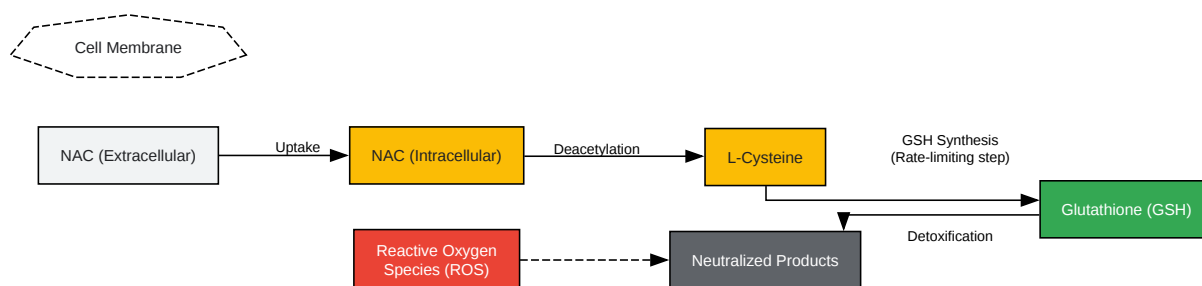 Cell Membrane
NAC (Extracellular)
Uptake
NAC (Intracellular)
Deacetylation
L-Cysteine
GSH Synthesis
(Rate-limiting step)
Glutathione (GSH)
Detoxification
Reactive Oxygen
Species (ROS)
Neutralized Products